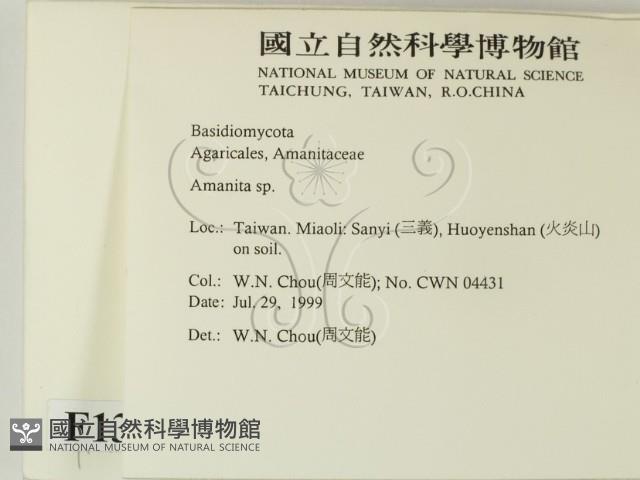 國立自然科學博物館
NATIONAL MUSEUM OF NATURAL SCIENCE
TAICHUNG, TAIWAN, R.O.CHINA
Basidiomycota
Agaricales, Amanitaceae
Amanita sp.
Loc.: Taiwan. Miaoli: Sanyi (三義), Huoyenshan (火炎山)
on soil.
Col.: W.N. Chou(周文能); No. CWN 04431
Date: Jul. 29, 1999
Det.: W.N. Chou(周文能)
國立自然科學博物館
NATIONAL MUSEUM OF NATURAL SCIENCE